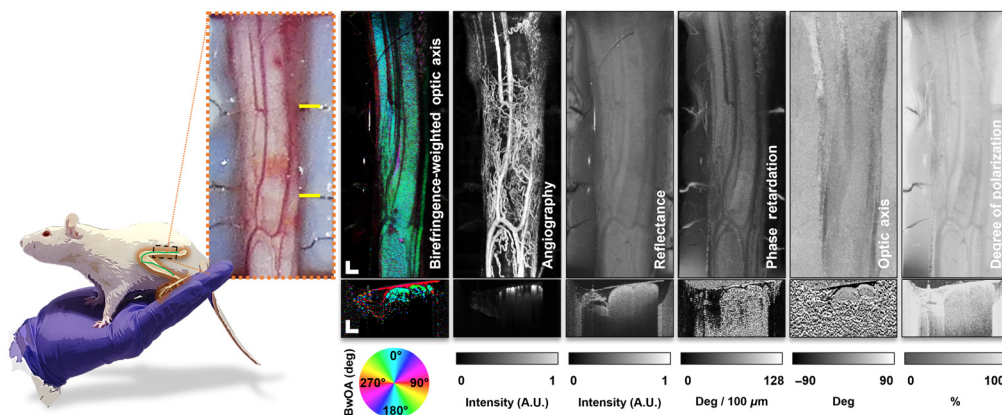 Birefringence-weighted optic axis
Angiography
Reflectance
Phase retardation
Optic axis
Degree of polarization
BwOA (deg)
0°
270°
90°
180°
0 1
Intensity (A.U.)
0 1
Intensity (A.U.)
0 128
Deg / 100 µm
–90 90
Deg
0 100
%